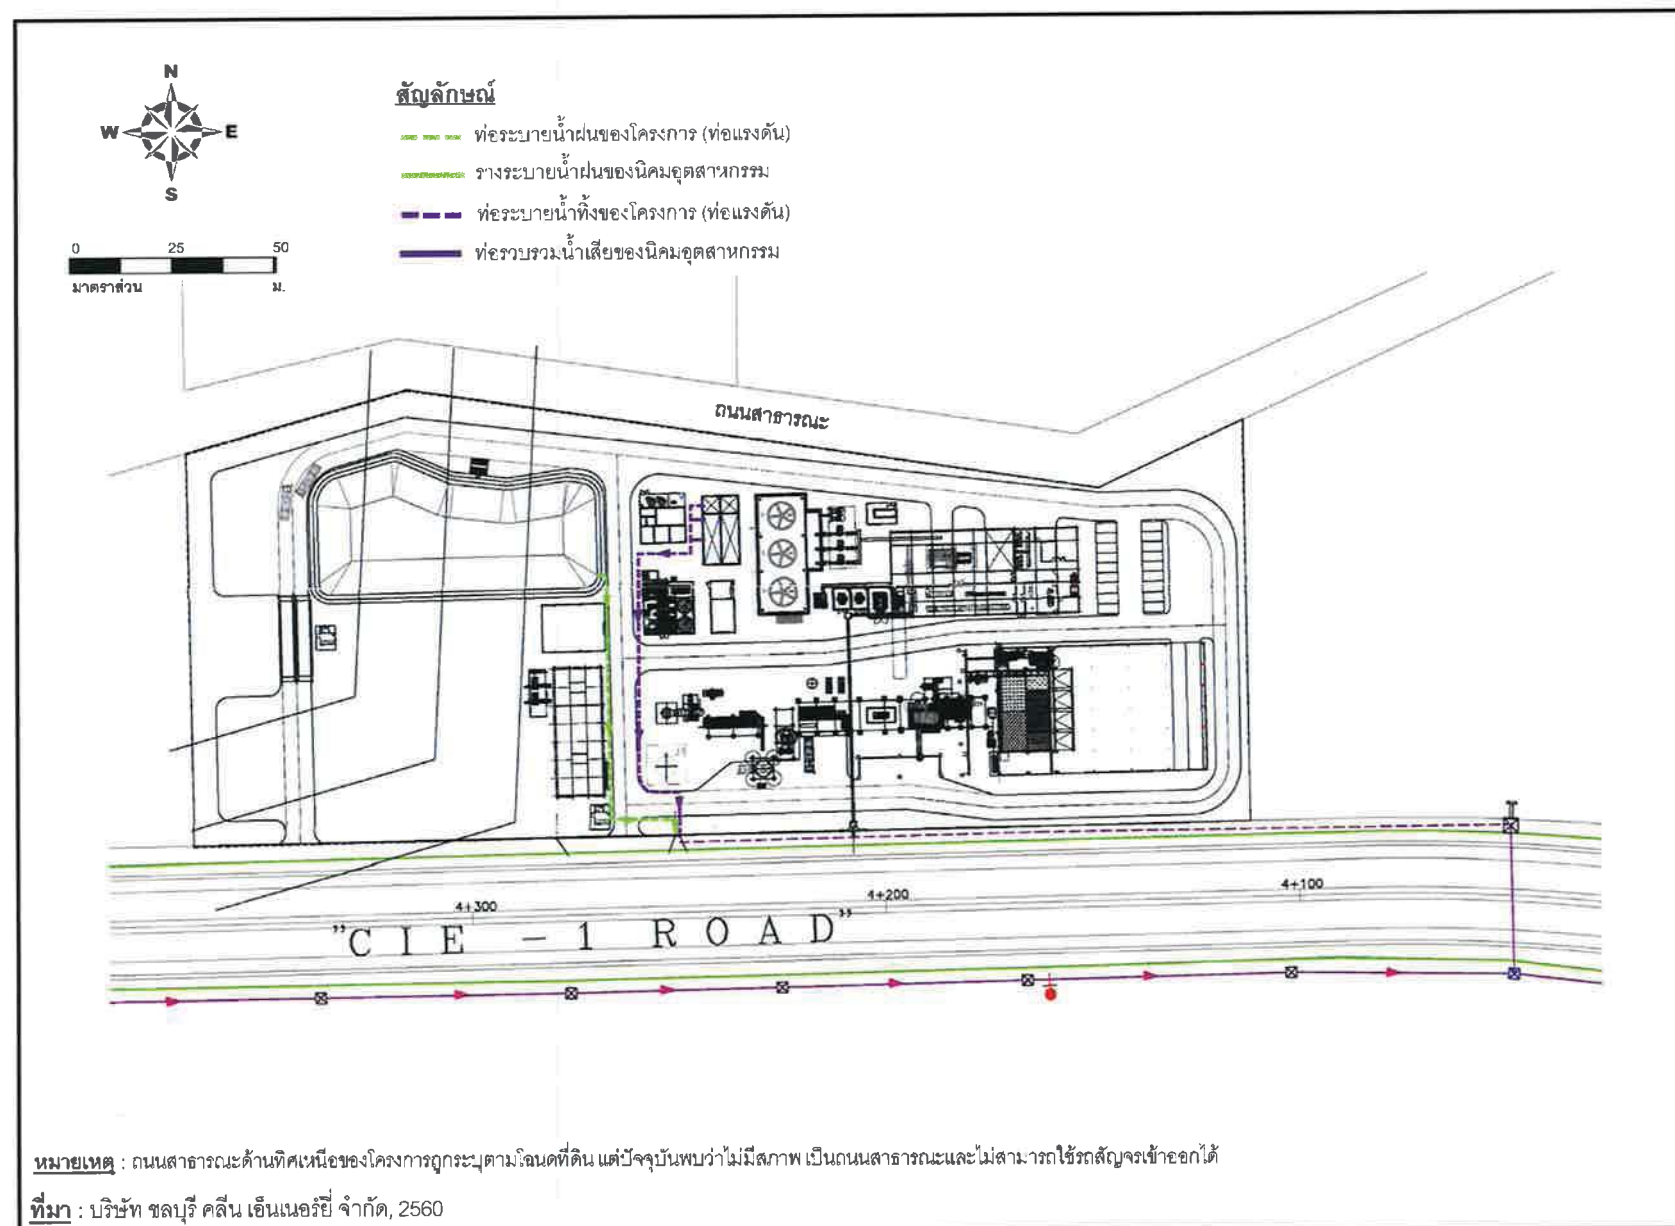 N
W E
S
0 25 50
มาตราส่วน ม.
สัญลักษณ์
ท่อระบายน้ำฝนของโครงการ (ท่อแรงดัน)
รางระบายน้ำฝนของนิคมอุตสาหกรรม
ท่อระบายน้ำทิ้งของโครงการ (ท่อแรงดัน)
ท่อรวบรวมน้ำเสียของนิคมอุตสาหกรรม
ถนนสาธารณะ
4+300 4+200 4+100
"CIE - 1 ROAD"
หมายเหตุ : ถนนสาธารณะด้านทิศเหนือของโครงการถูกระบุตามโฉนดที่ดิน แต่ปัจจุบันพบว่าไม่มีสภาพ เป็นถนนสาธารณะและไม่สามารถใช้รถสัญจรเข้าออกได้
ที่มา : บริษัท ชลบุรี คลีน เอ็นเนอร์ยี่ จำกัด, 2560